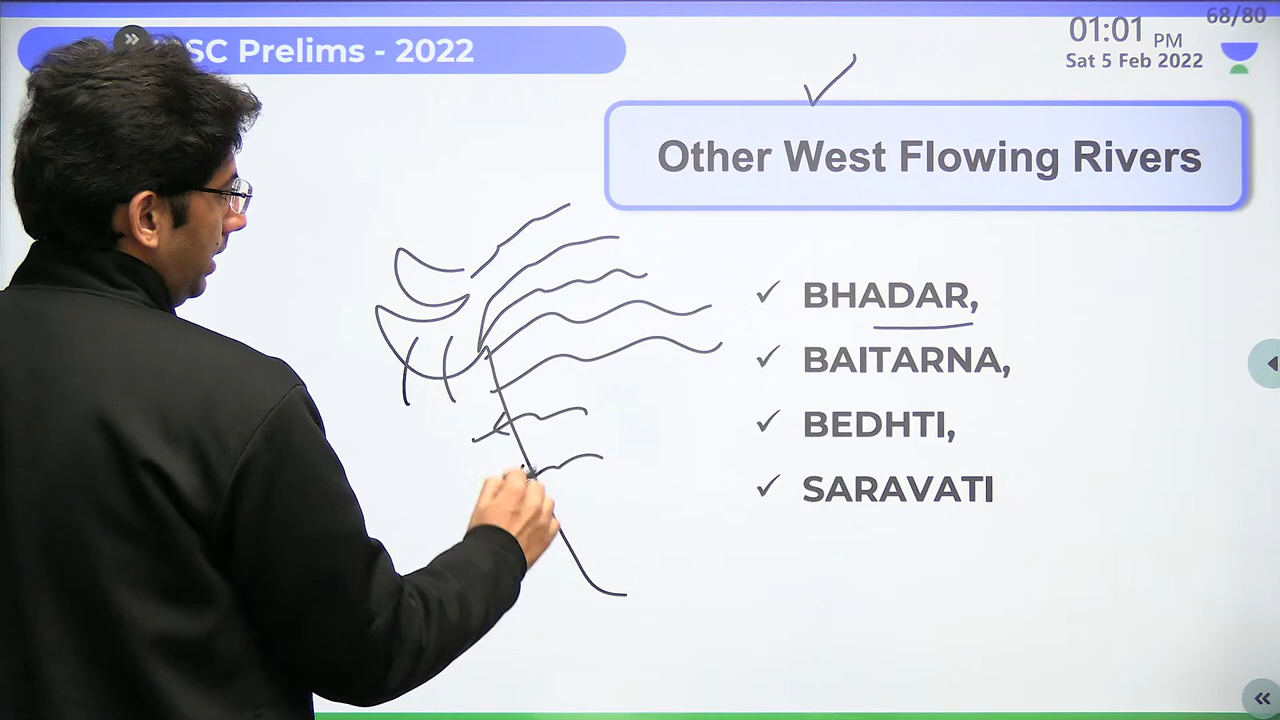 SC Prelims - 2022
68/80
01:01 PM
Sat 5 Feb 2022
Other West Flowing Rivers
✓ BHADAR,
✓ BAITARNA,
✓ BEDHTI,
✓ SARAVATI